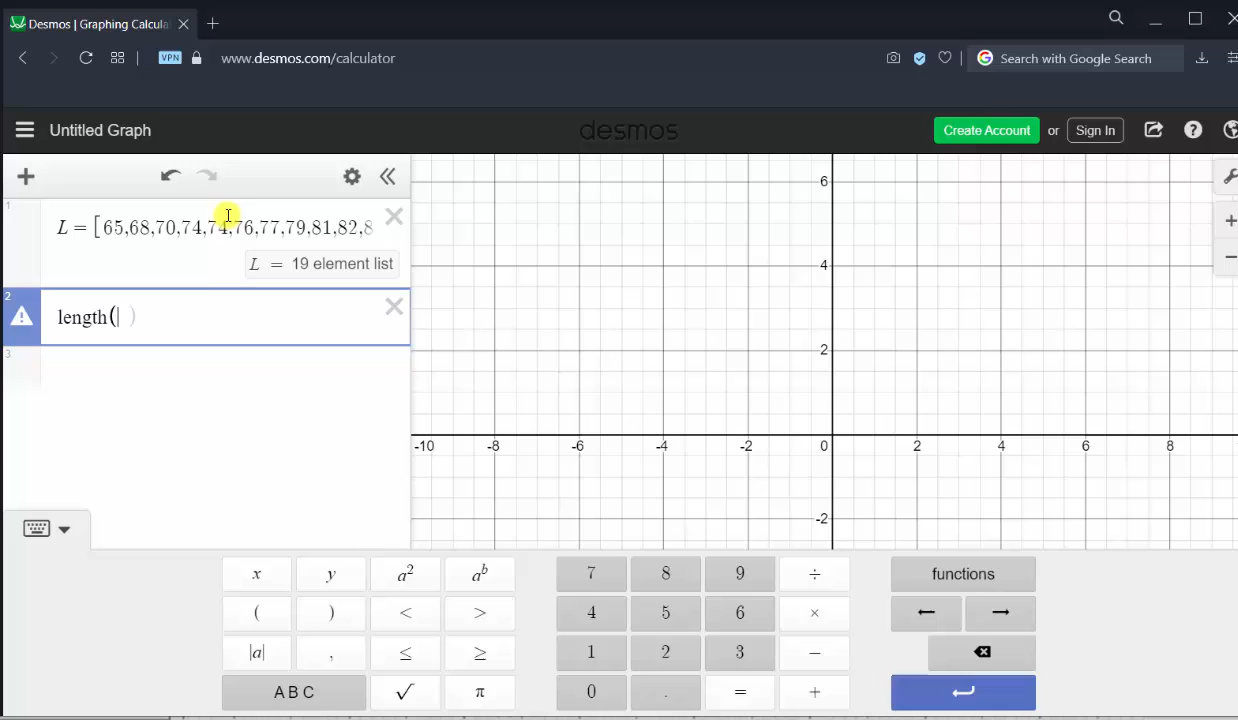 Desmos | Graphing Calcula
VPN
www.desmos.com/calculator
Search with Google Search
Untitled Graph
desmos
Create Account
or
Sign In
1
L = [65,68,70,74,74,76,77,79,81,82,8
L = 19 element list
2
length( )
3
6
4
2
-10 -8 -6 -4 -2 0 2 4 6 8
-2
x y a² aᵇ 7 8 9 ÷ functions
( ) < > 4 5 6 × ← →
|a| , ≤ ≥ 1 2 3 −
A B C √ π 0 . = +